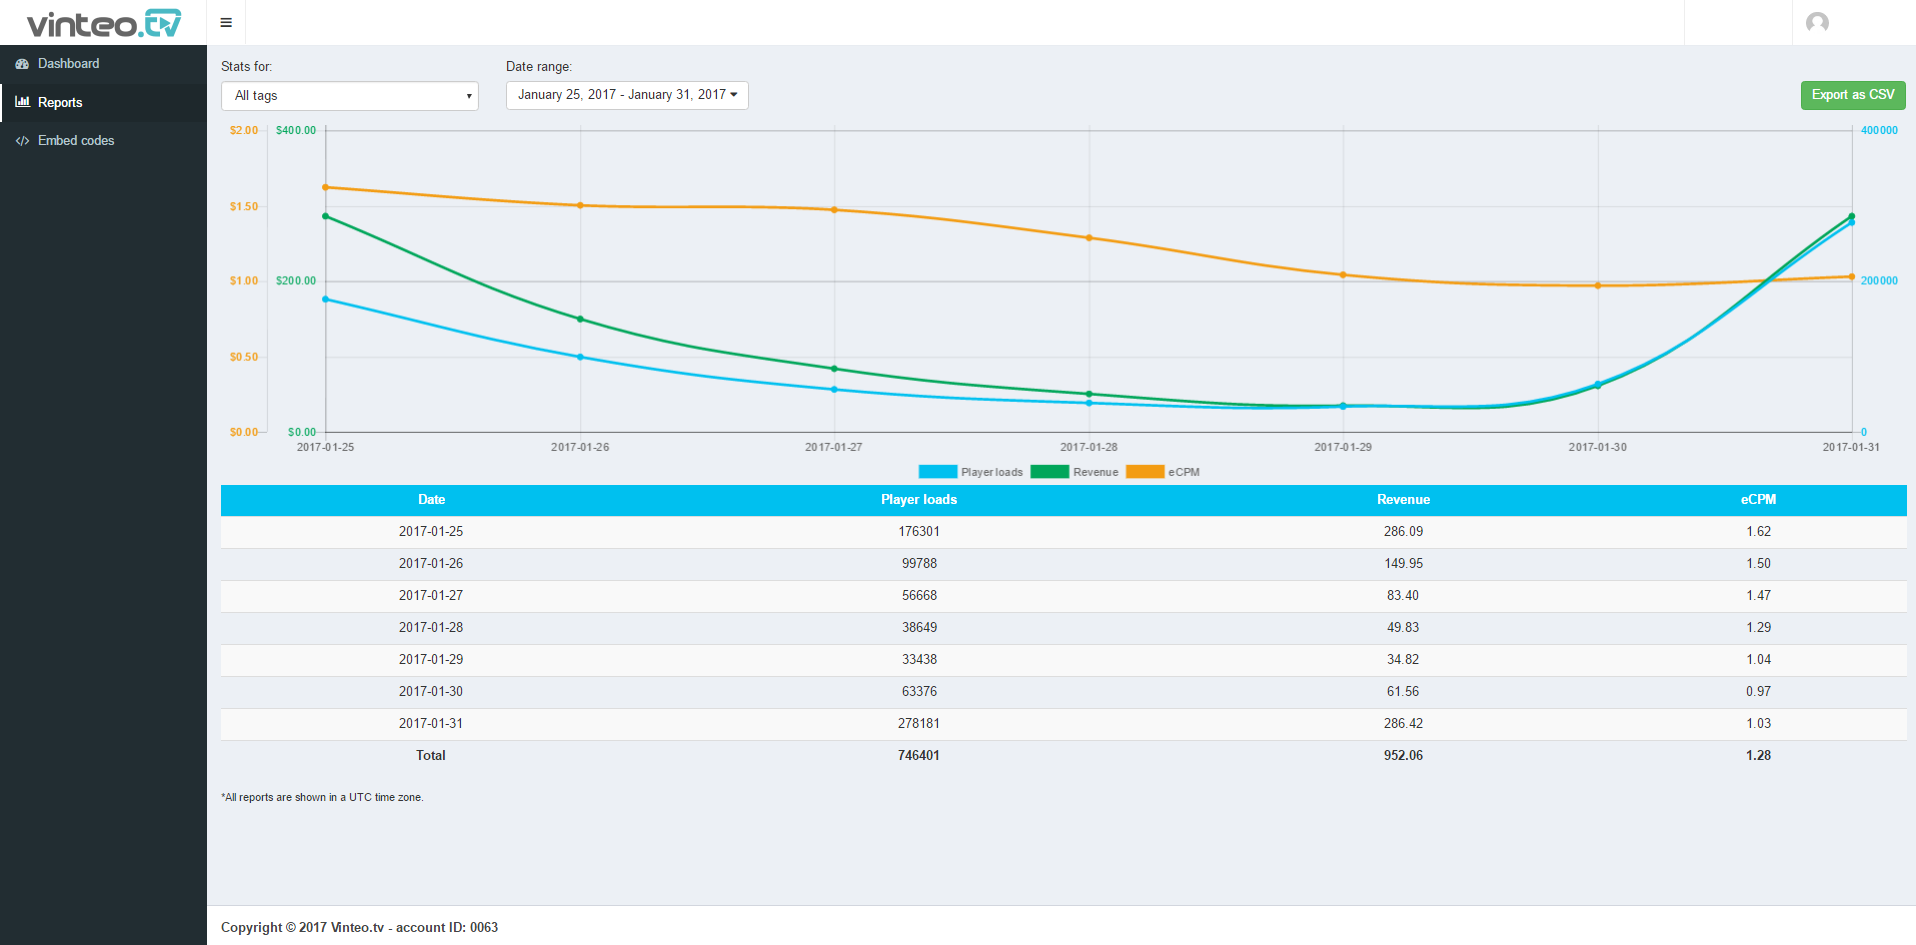 vinteo.tv
Dashboard
Reports
Embed codes
Stats for:
All tags
Date range:
January 25, 2017 - January 31, 2017
Export as CSV
$2.00 $400.00 400000
$1.50
$1.00 $200.00 200000
$0.50
$0.00 $0.00 0
2017-01-25 2017-01-26 2017-01-27 2017-01-28 2017-01-29 2017-01-30 2017-01-31
Player loads Revenue eCPM
Date Player loads Revenue eCPM
2017-01-25 176301 286.09 1.62
2017-01-26 99788 149.95 1.50
2017-01-27 56668 83.40 1.47
2017-01-28 38649 49.83 1.29
2017-01-29 33438 34.82 1.04
2017-01-30 63376 61.56 0.97
2017-01-31 278181 286.42 1.03
Total 746401 952.06 1.28
*All reports are shown in a UTC time zone.
Copyright © 2017 Vinteo.tv - account ID: 0063